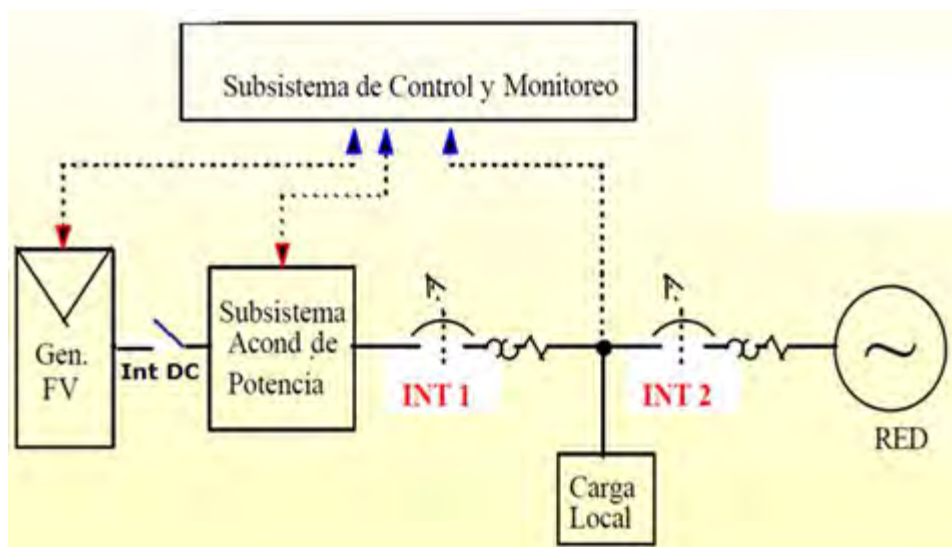 Subsistema de Control y Monitoreo
Gen.
FV
Int DC
Subsistema
Acond de
Potencia
INT 1
INT 2
RED
Carga
Local